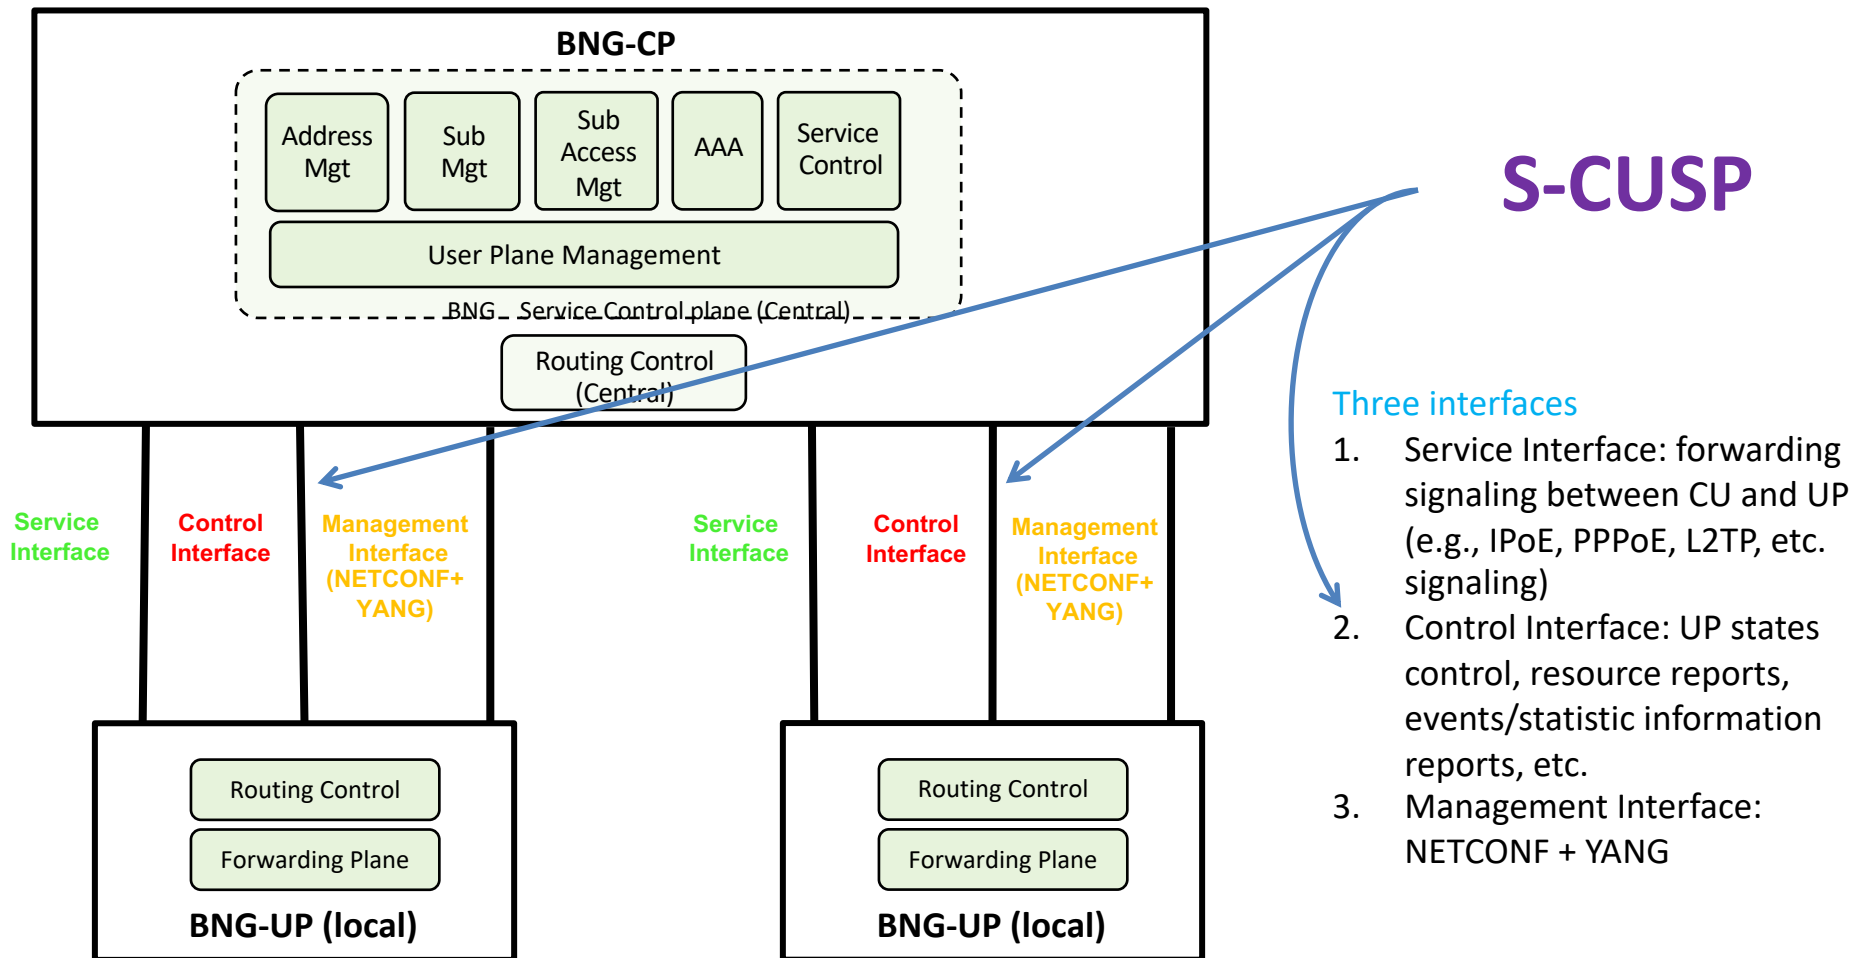 BNG-CP
Address
Mgt
Sub
Mgt
Sub
Access
Mgt
AAA
Service
Control
User Plane Management
BNG Service Control plane (Central)
Routing Control
(Central)
S-CUSP
Service
Interface
Control
Interface
Management
Interface
(NETCONF+
YANG)
Service
Interface
Control
Interface
Management
Interface
(NETCONF+
YANG)
Routing Control
Forwarding Plane
BNG-UP (local)
Routing Control
Forwarding Plane
BNG-UP (local)
Three interfaces
1. Service Interface: forwarding
signaling between CU and UP
(e.g., IPoE, PPPoE, L2TP, etc.
signaling)
2. Control Interface: UP states
control, resource reports,
events/statistic information
reports, etc.
3. Management Interface:
NETCONF + YANG